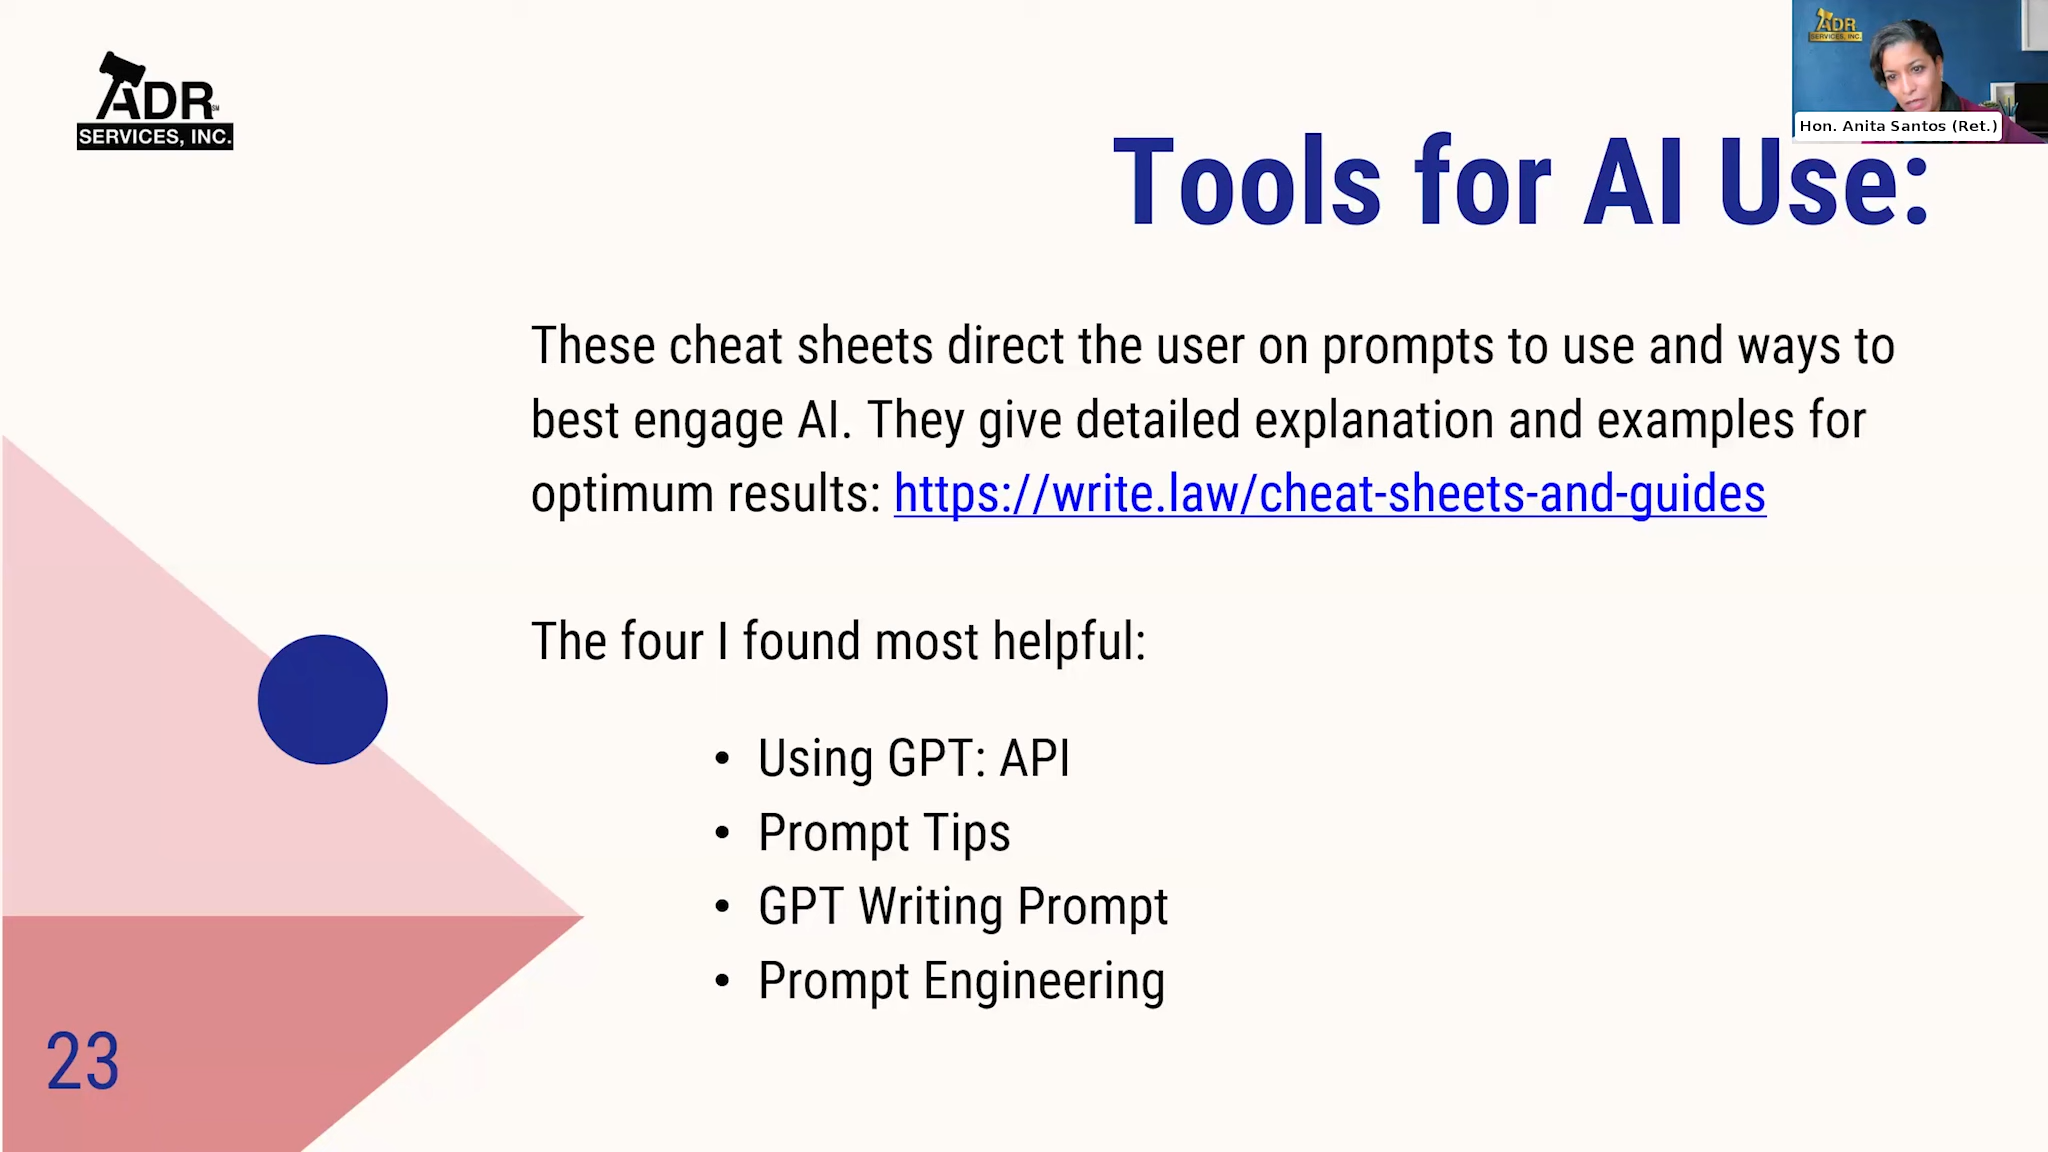 ADR
SERVICES, INC.
ADR
SERVICES, INC.
Hon. Anita Santos (Ret.)
Tools for AI Use:
These cheat sheets direct the user on prompts to use and ways to
best engage AI. They give detailed explanation and examples for
optimum results: https://write.law/cheat-sheets-and-guides
The four I found most helpful:
• Using GPT: API
• Prompt Tips
• GPT Writing Prompt
• Prompt Engineering
23